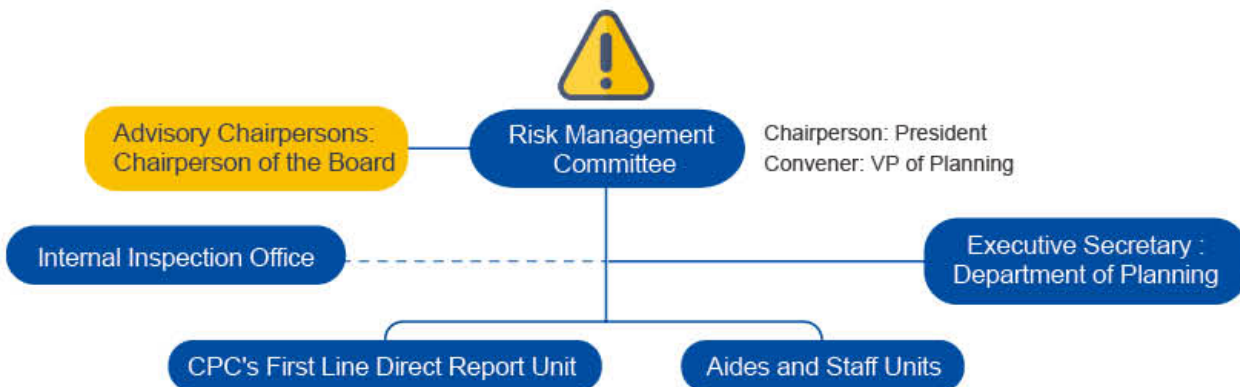 Advisory Chairpersons:
Chairperson of the Board
Risk Management
Committee
Chairperson: President
Convener: VP of Planning
Internal Inspection Office
Executive Secretary :
Department of Planning
CPC's First Line Direct Report Unit
Aides and Staff Units